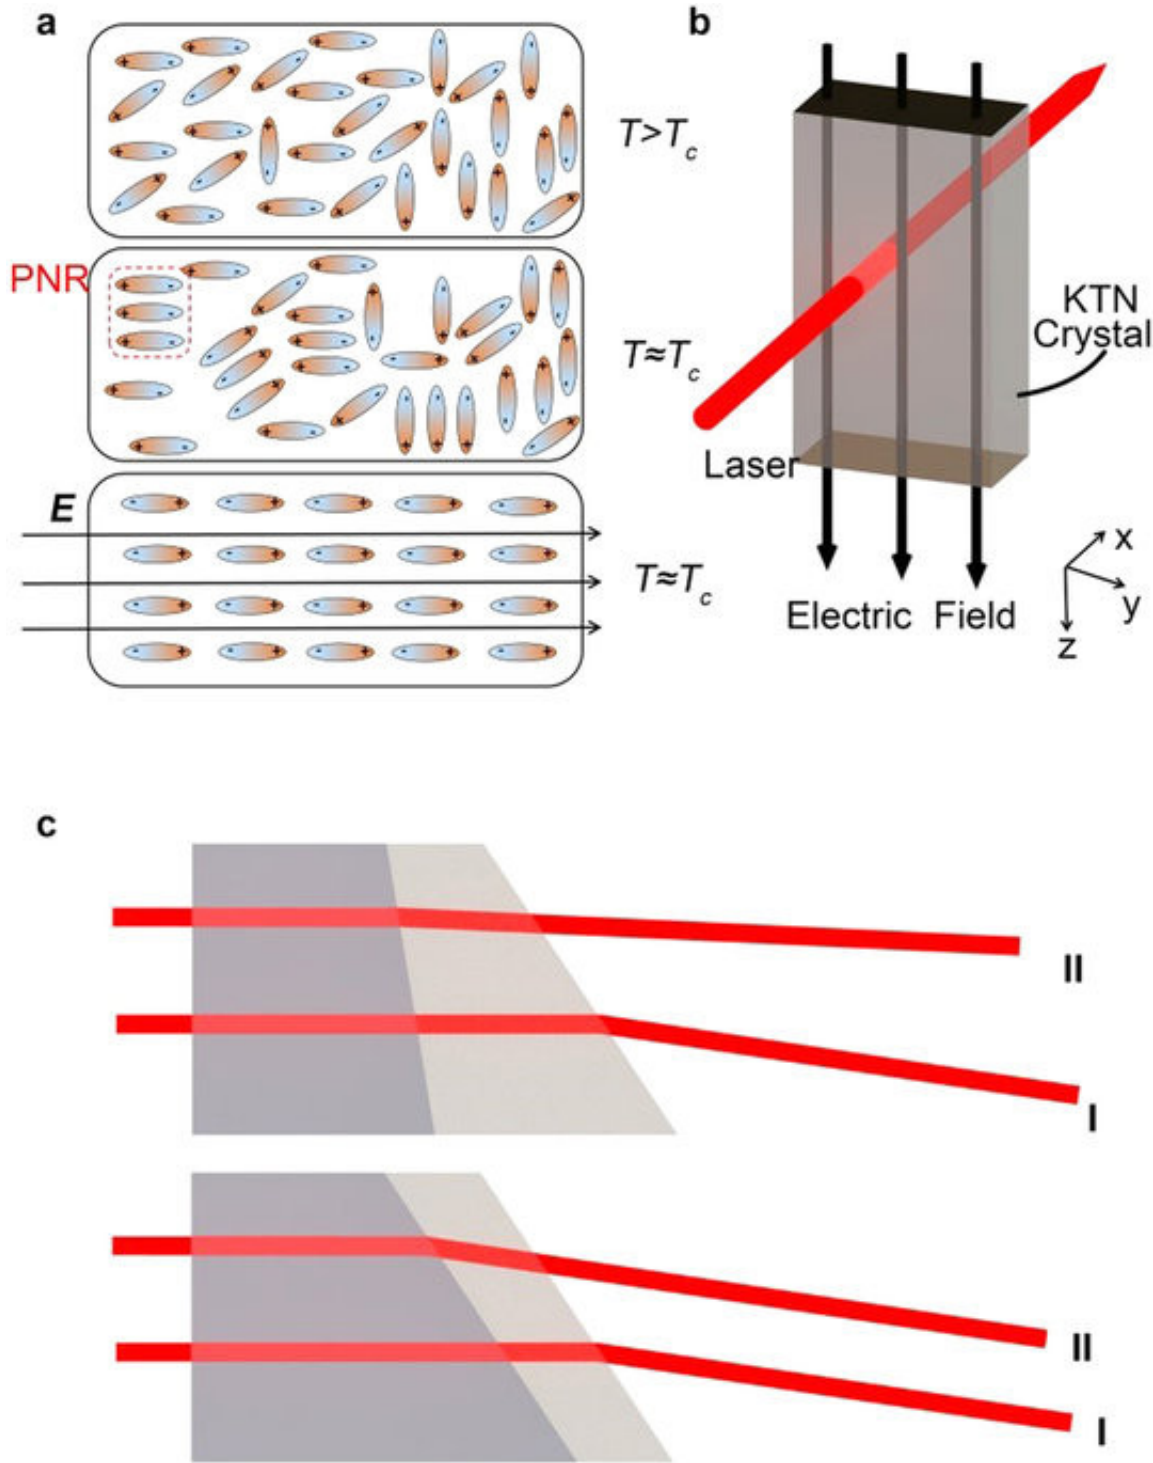 a
b
T>Tc
PNR
KTN
Crystal
T≈Tc
Laser
E
T≈Tc
x
y
z
Electric Field
c
II
I
II
I